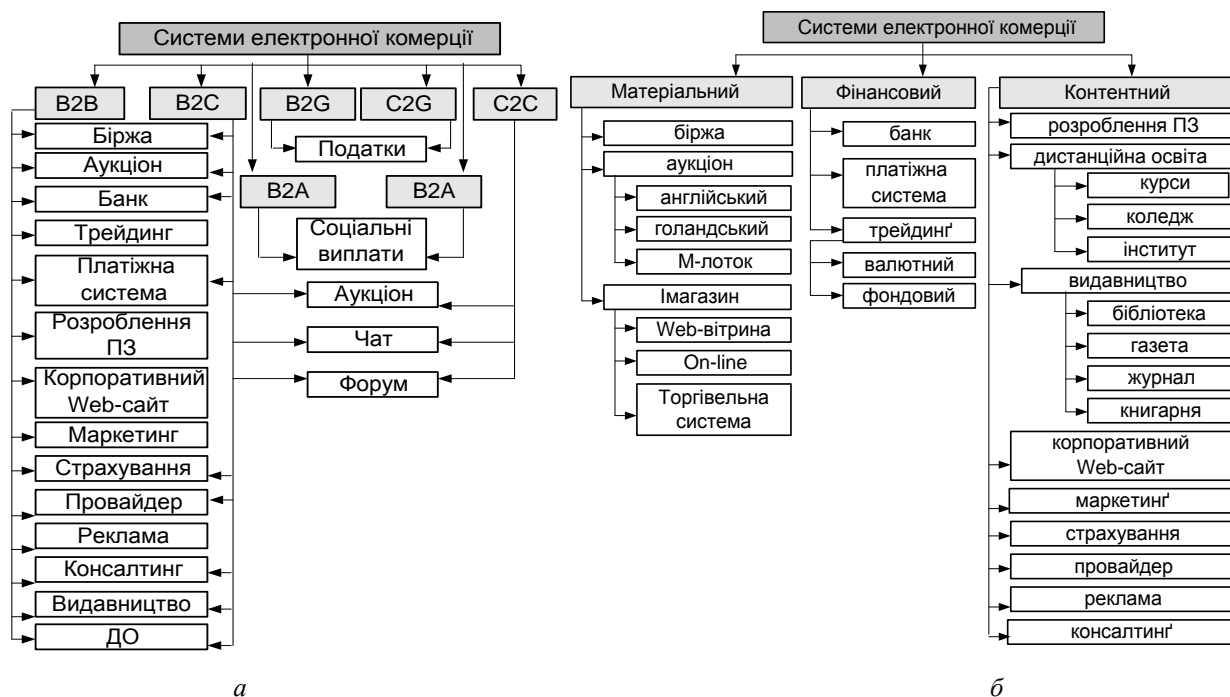 Системи електронної комерції
B2B
B2C
B2G
C2G
C2C
Біржа
Аукціон
Банк
Трейдинг
Платіжна
система
Розроблення
ПЗ
Корпоративний
Web-сайт
Маркетинг
Страхування
Провайдер
Реклама
Консалтинг
Видавництво
ДО
Податки
B2A
B2A
Соціальні
виплати
Аукціон
Чат
Форум
а
Системи електронної комерції
Матеріальний
Фінансовий
Контентний
біржа
аукціон
англійський
голандський
М-лоток
Імагазин
Web-вітрина
On-line
Торгівельна
система
банк
платіжна
система
трейдинґ
валютний
фондовий
розроблення ПЗ
дистанційна освіта
курси
коледж
інститут
видавництво
бібліотека
газета
журнал
книгарня
корпоративний
Web-сайт
маркетинґ
страхування
провайдер
реклама
консалтинґ
б